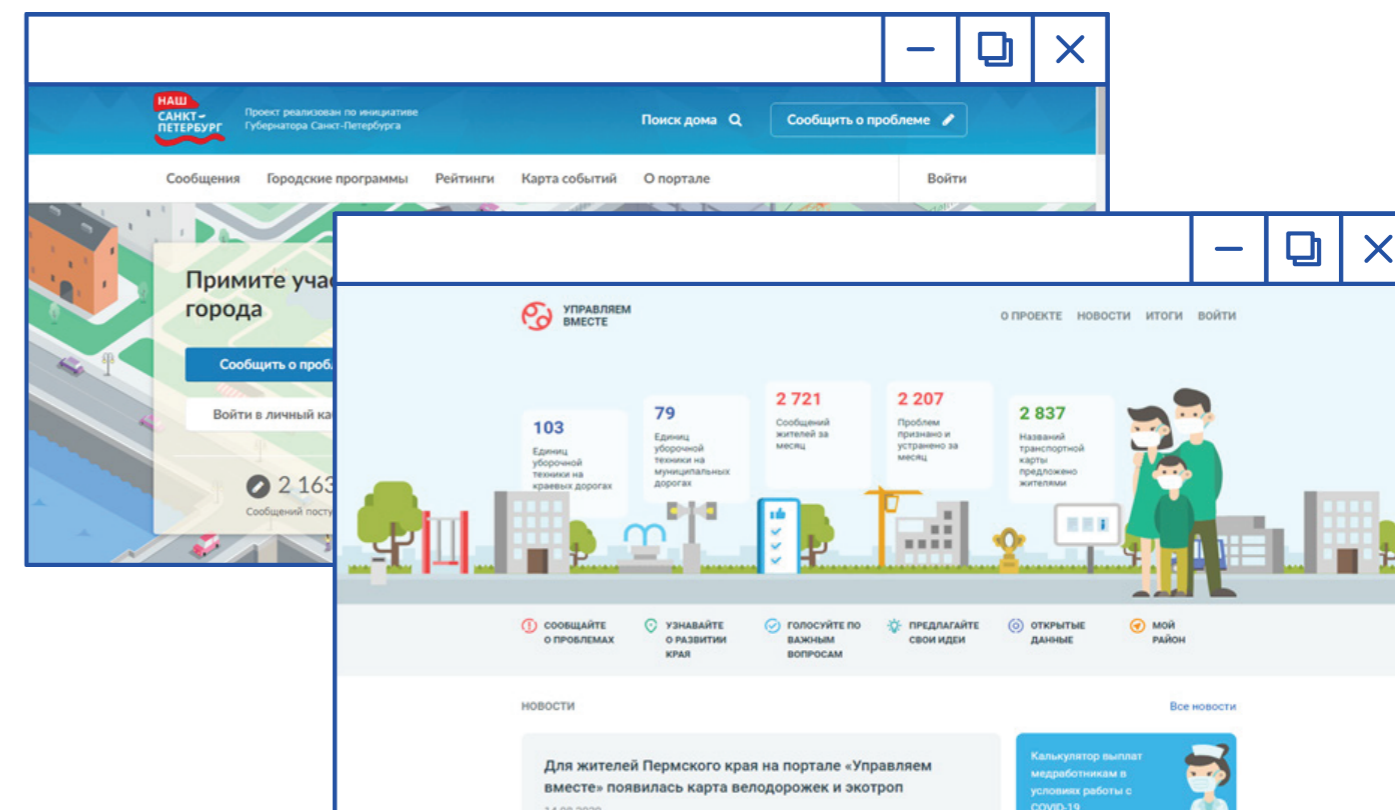 НАШ
САНКТ-
ПЕТЕРБУРГ
Проект реализован по инициативе
Губернатора Санкт-Петербурга
Поиск дома
Сообщить о проблеме
Сообщения Городские программы Рейтинги Карта событий О портале Войти
Примите учас
города
Сообщить о проб
Войти в личный ка
2 163
Сообщений посту
УПРАВЛЯЕМ
ВМЕСТЕ
О ПРОЕКТЕ НОВОСТИ ИТОГИ ВОЙТИ
103
Единиц
уборочной
техники на
краевых дорогах
79
Единиц
уборочной
техники на
муниципальных
дорогах
2 721
Сообщений
жителей за
месяц
2 207
Проблем
признано и
устранено за
месяц
2 837
Названий
транспортной
карты
предложено
жителями
СООБЩАЙТЕ
О ПРОБЛЕМАХ
УЗНАВАЙТЕ
О РАЗВИТИИ
КРАЯ
ГОЛОСУЙТЕ ПО
ВАЖНЫМ
ВОПРОСАМ
ПРЕДЛАГАЙТЕ
СВОИ ИДЕИ
ОТКРЫТЫЕ
ДАННЫЕ
МОЙ
РАЙОН
НОВОСТИ
Все новости
Для жителей Пермского края на портале «Управляем
вместе» появилась карта велодорожек и экотроп
Калькулятор выплат
медработникам в
условиях работы с
COVID-19